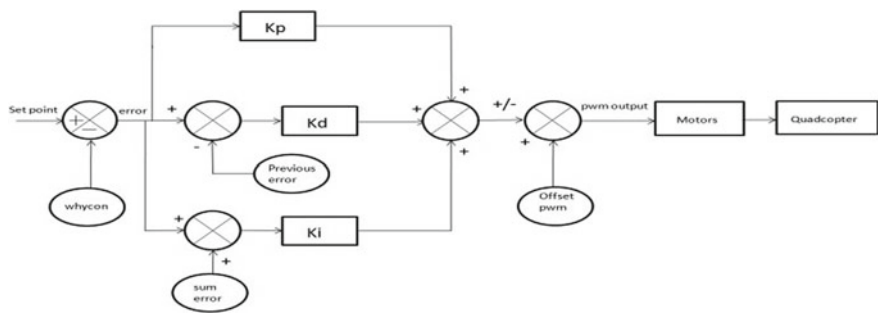 Kp
+
+/-
pwm output
Set point
+
−
error
+
Kd
+
Motors
Quadcopter
-
+
+
Previous
error
whycon
Offset
pwm
+
Ki
+
sum
error